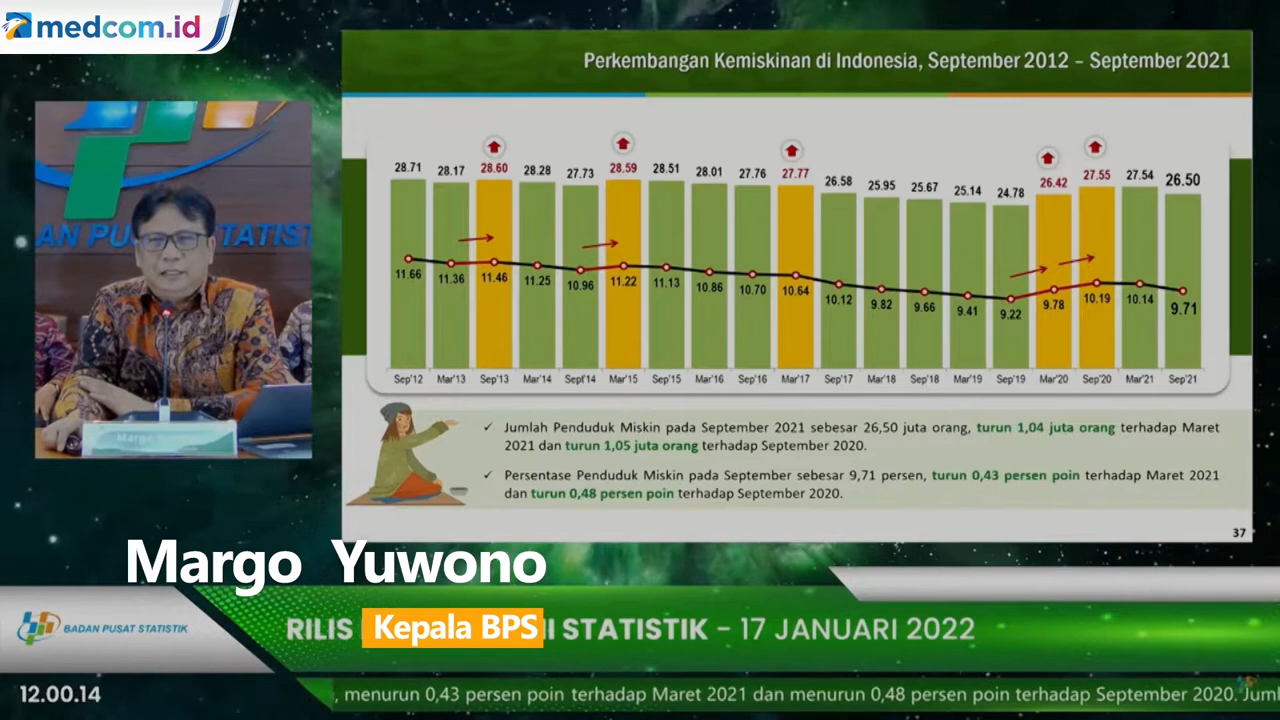 medcom.id
Perkembangan Kemiskinan di Indonesia, September 2012 – September 2021
28.71 28.17 28.60 28.28 27.73 28.59 28.51 28.01 27.76 27.77 26.58 25.95 25.67 25.14 24.78 26.42 27.55 27.54 26.50
11.66 11.36 11.46 11.25 10.96 11.22 11.13 10.86 10.70 10.64 10.12 9.82 9.66 9.41 9.22 9.78 10.19 10.14 9.71
Sep'12 Mar'13 Sep'13 Mar'14 Sept'14 Mar'15 Sep'15 Mar'16 Sep'16 Mar'17 Sep'17 Mar'18 Sep'18 Mar'19 Sep'19 Mar'20 Sep'20 Mar'21 Sep'21
✓ Jumlah Penduduk Miskin pada September 2021 sebesar 26,50 juta orang, turun 1,04 juta orang terhadap Maret
2021 dan turun 1,05 juta orang terhadap September 2020.
✓ Persentase Penduduk Miskin pada September sebesar 9,71 persen, turun 0,43 persen poin terhadap Maret 2021
dan turun 0,48 persen poin terhadap September 2020.
37
AN PU STATIS
Margo
Margo Yuwono
Kepala BPS
BADAN PUSAT STATISTIK
RILIS I STATISTIK – 17 JANUARI 2022
12.00.14
, menurun 0,43 persen poin terhadap Maret 2021 dan menurun 0,48 persen poin terhadap September 2020. Juml